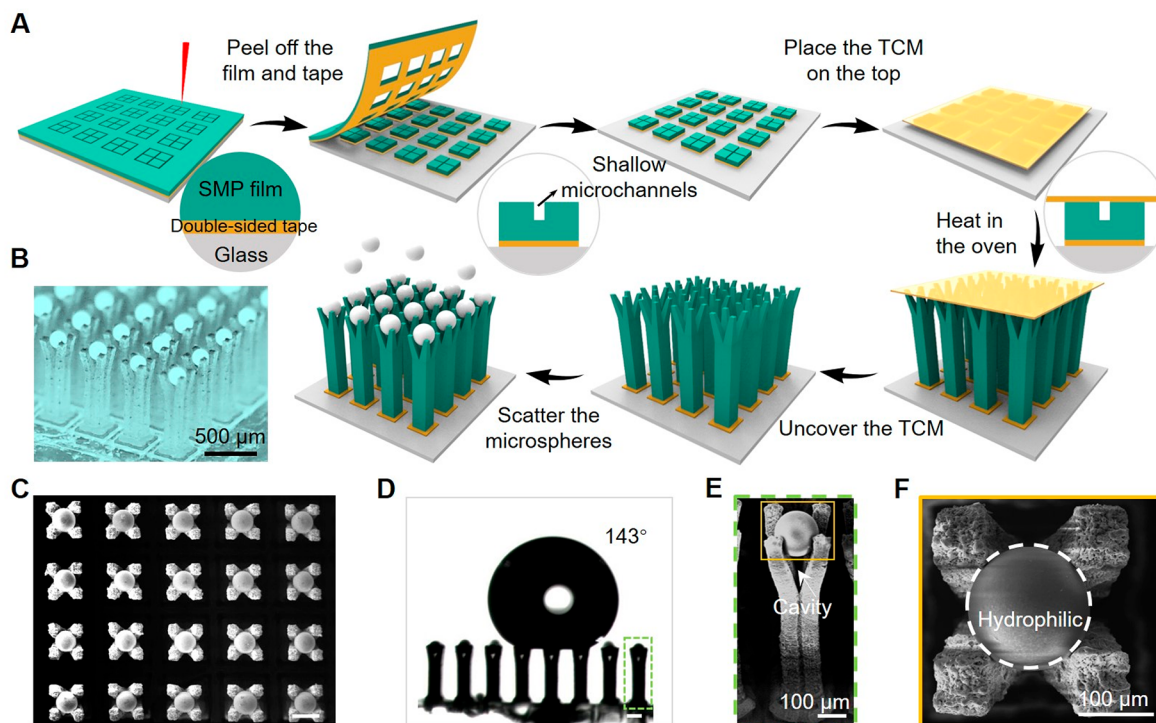 A
Peel off the
film and tape
Place the TCM
on the top
SMP film
Double-sided tape
Glass
Shallow
microchannels
Heat in
the oven
B
500 μm
Scatter the
microspheres
Uncover the TCM
C
D
143°
E
Cavity
100 μm
F
Hydrophilic
100 μm